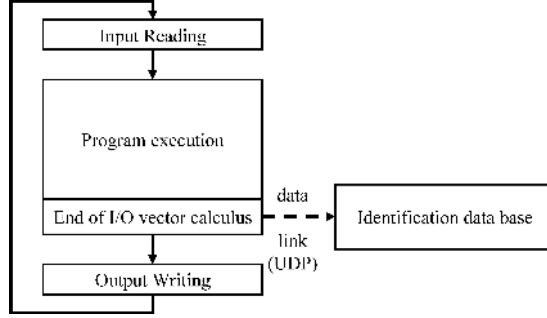 Input Reading
Program execution
End of I/O vector calculus
data
link
(UDP)
Identification data base
Output Writing